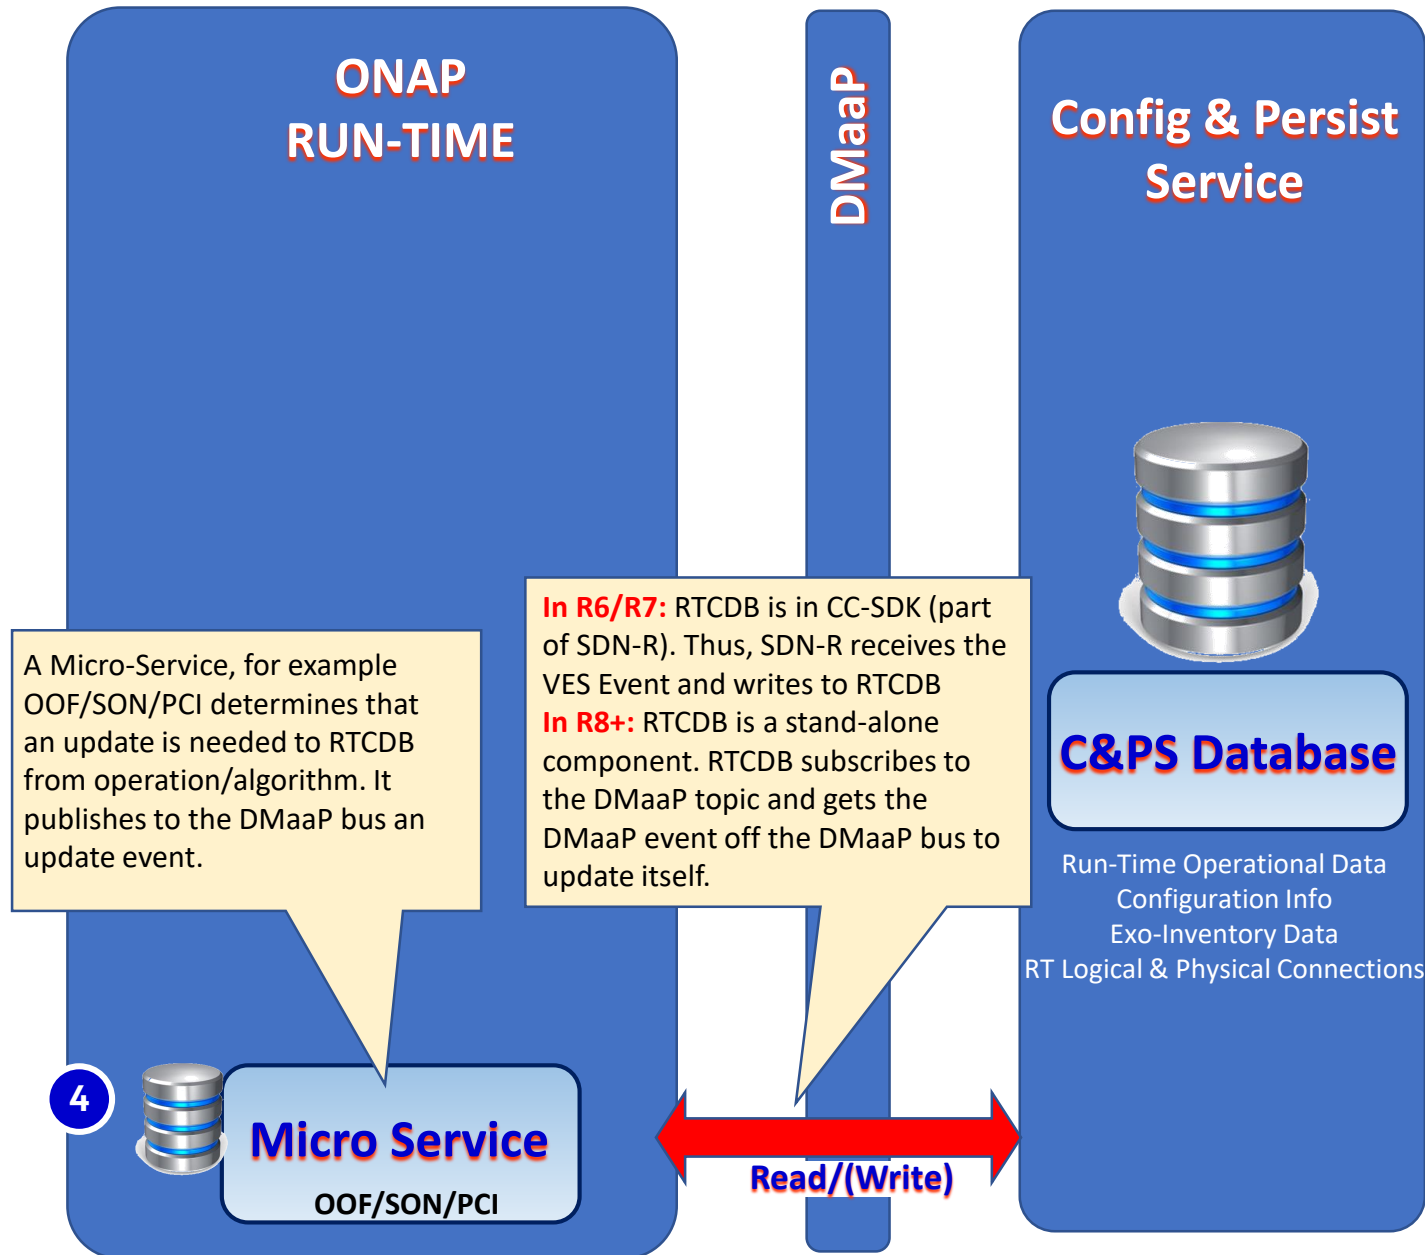 ONAP
RUN-TIME
DMaaP
Config & Persist
Service
A Micro-Service, for example
OOF/SON/PCI determines that
an update is needed to RTCDB
from operation/algorithm. It
publishes to the DMaaP bus an
update event.
In R6/R7: RTCDB is in CC-SDK (part
of SDN-R). Thus, SDN-R receives the
VES Event and writes to RTCDB
In R8+: RTCDB is a stand-alone
component. RTCDB subscribes to
the DMaaP topic and gets the
DMaaP event off the DMaaP bus to
update itself.
C&PS Database
Run-Time Operational Data
Configuration Info
Exo-Inventory Data
RT Logical & Physical Connections
4
Micro Service
OOF/SON/PCI
Read/(Write)